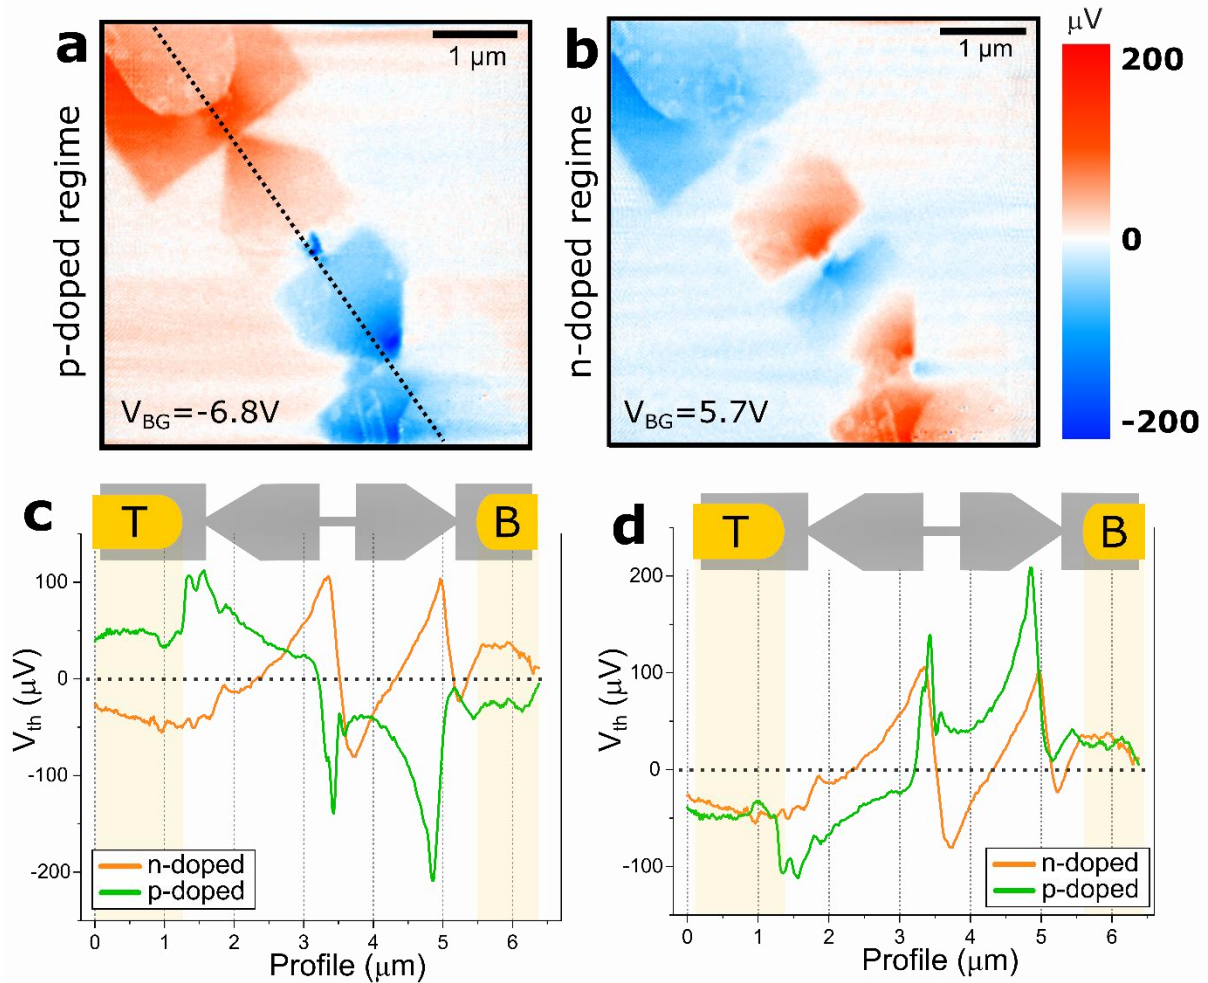 a
1 μm
p-doped regime
V_BG=-6.8V
b
1 μm
n-doped regime
V_BG=5.7V
μV
200
0
-200
c
T
B
100
0
-100
-200
V_th (μV)
n-doped
p-doped
0 1 2 3 4 5 6
Profile (μm)
d
T
B
200
100
0
-100
V_th (μV)
n-doped
p-doped
0 1 2 3 4 5 6
Profile (μm)